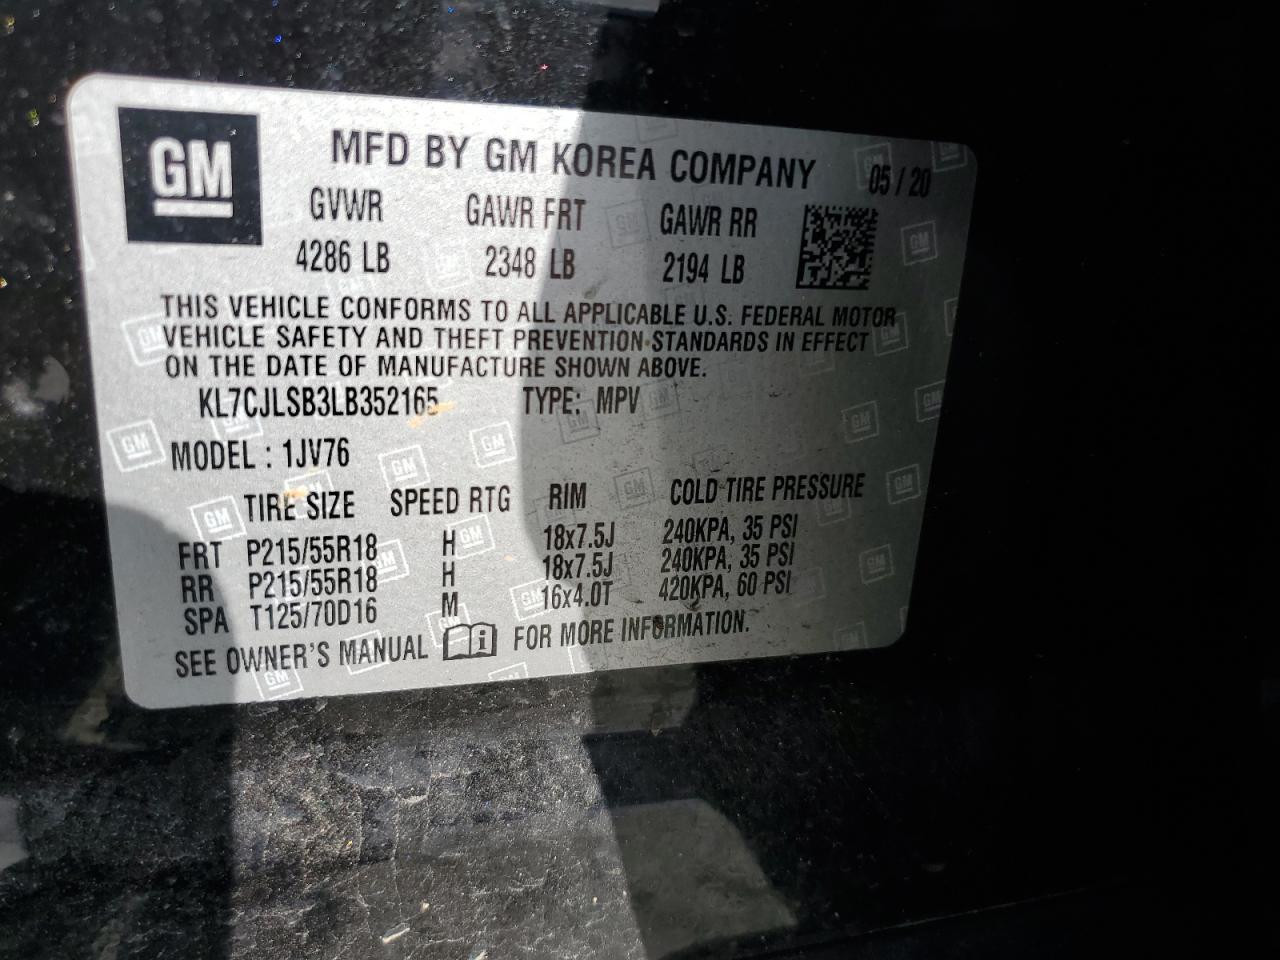 GM
MFD BY GM KOREA COMPANY 05 / 20
GVWR GAWR FRT GAWR RR
4286 LB 2348 LB 2194 LB
THIS VEHICLE CONFORMS TO ALL APPLICABLE U.S. FEDERAL MOTOR
VEHICLE SAFETY AND THEFT PREVENTION STANDARDS IN EFFECT
ON THE DATE OF MANUFACTURE SHOWN ABOVE.
KL7CJLSB3LB352165 TYPE: MPV
MODEL : 1JV76
TIRE SIZE SPEED RTG RIM COLD TIRE PRESSURE
FRT P215/55R18 H 18x7.5J 240KPA, 35 PSI
RR P215/55R18 H 18x7.5J 240KPA, 35 PSI
SPA T125/70D16 M 16x4.0T 420KPA, 60 PSI
SEE OWNER'S MANUAL i FOR MORE INFORMATION.